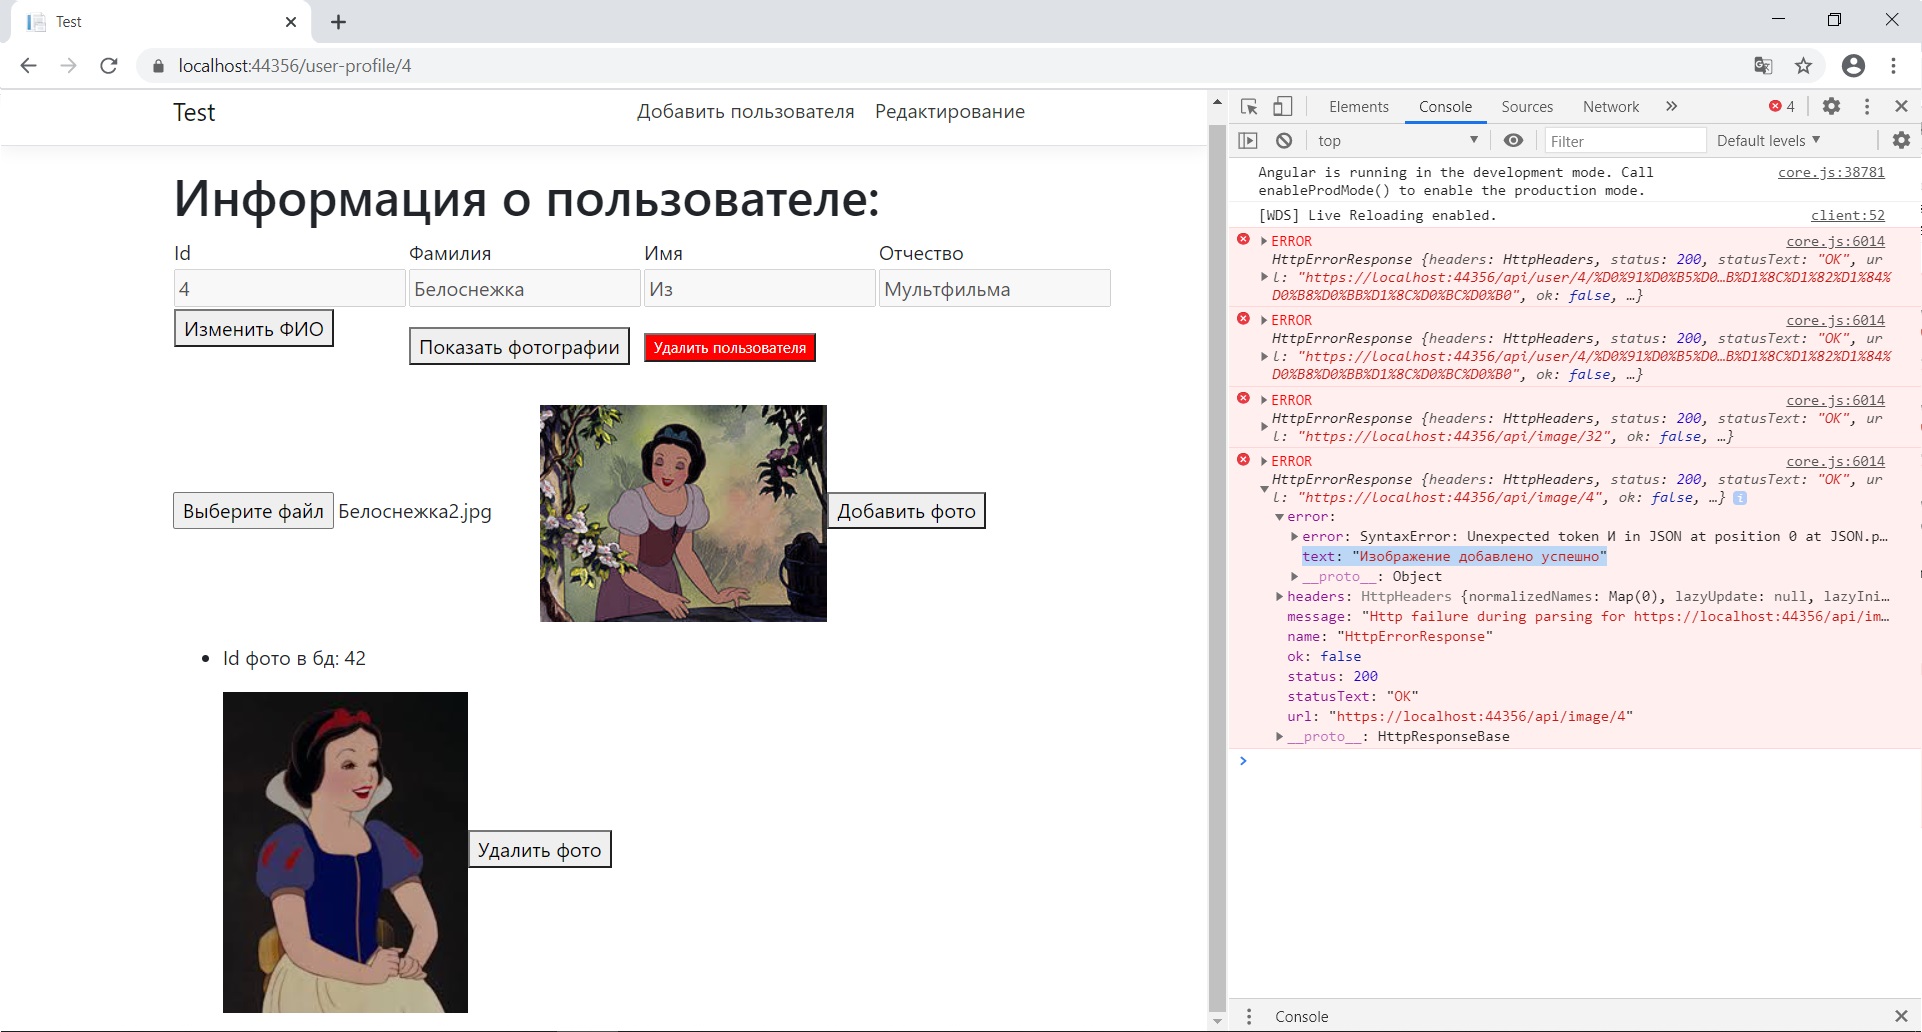 Test
localhost:44356/user-profile/4
Test
Добавить пользователя
Редактирование
Информация о пользователе:
Id
Фамилия
Имя
Отчество
4
Белоснежка
Из
Мультфильма
Изменить ФИО
Показать фотографии
Удалить пользователя
Выберите файл
Белоснежка2.jpg
Добавить фото
• Id фото в бд: 42
Удалить фото
Elements
Console
Sources
Network
»
4
top
Filter
Default levels
Angular is running in the development mode. Call
core.js:38781
enableProdMode() to enable the production mode.
[WDS] Live Reloading enabled.
client:52
ERROR
core.js:6014
HttpErrorResponse {headers: HttpHeaders, status: 200, statusText: "OK", ur
l: "https://localhost:44356/api/user/4/%D0%91%D0%B5%D0…B%D1%8C%D1%82%D1%84%
D0%B8%D0%BB%D1%8C%D0%BC%D0%B0", ok: false, …}
ERROR
core.js:6014
HttpErrorResponse {headers: HttpHeaders, status: 200, statusText: "OK", ur
l: "https://localhost:44356/api/user/4/%D0%91%D0%B5%D0…B%D1%8C%D1%82%D1%84%
D0%B8%D0%BB%D1%8C%D0%BC%D0%B0", ok: false, …}
ERROR
core.js:6014
HttpErrorResponse {headers: HttpHeaders, status: 200, statusText: "OK", ur
l: "https://localhost:44356/api/image/32", ok: false, …}
ERROR
core.js:6014
HttpErrorResponse {headers: HttpHeaders, status: 200, statusText: "OK", ur
l: "https://localhost:44356/api/image/4", ok: false, …} i
error:
error: SyntaxError: Unexpected token И in JSON at position 0 at JSON.p…
text: "Изображение добавлено успешно"
__proto__: Object
headers: HttpHeaders {normalizedNames: Map(0), lazyUpdate: null, lazyIni…
message: "Http failure during parsing for https://localhost:44356/api/im…
name: "HttpErrorResponse"
ok: false
status: 200
statusText: "OK"
url: "https://localhost:44356/api/image/4"
__proto__: HttpResponseBase
Console